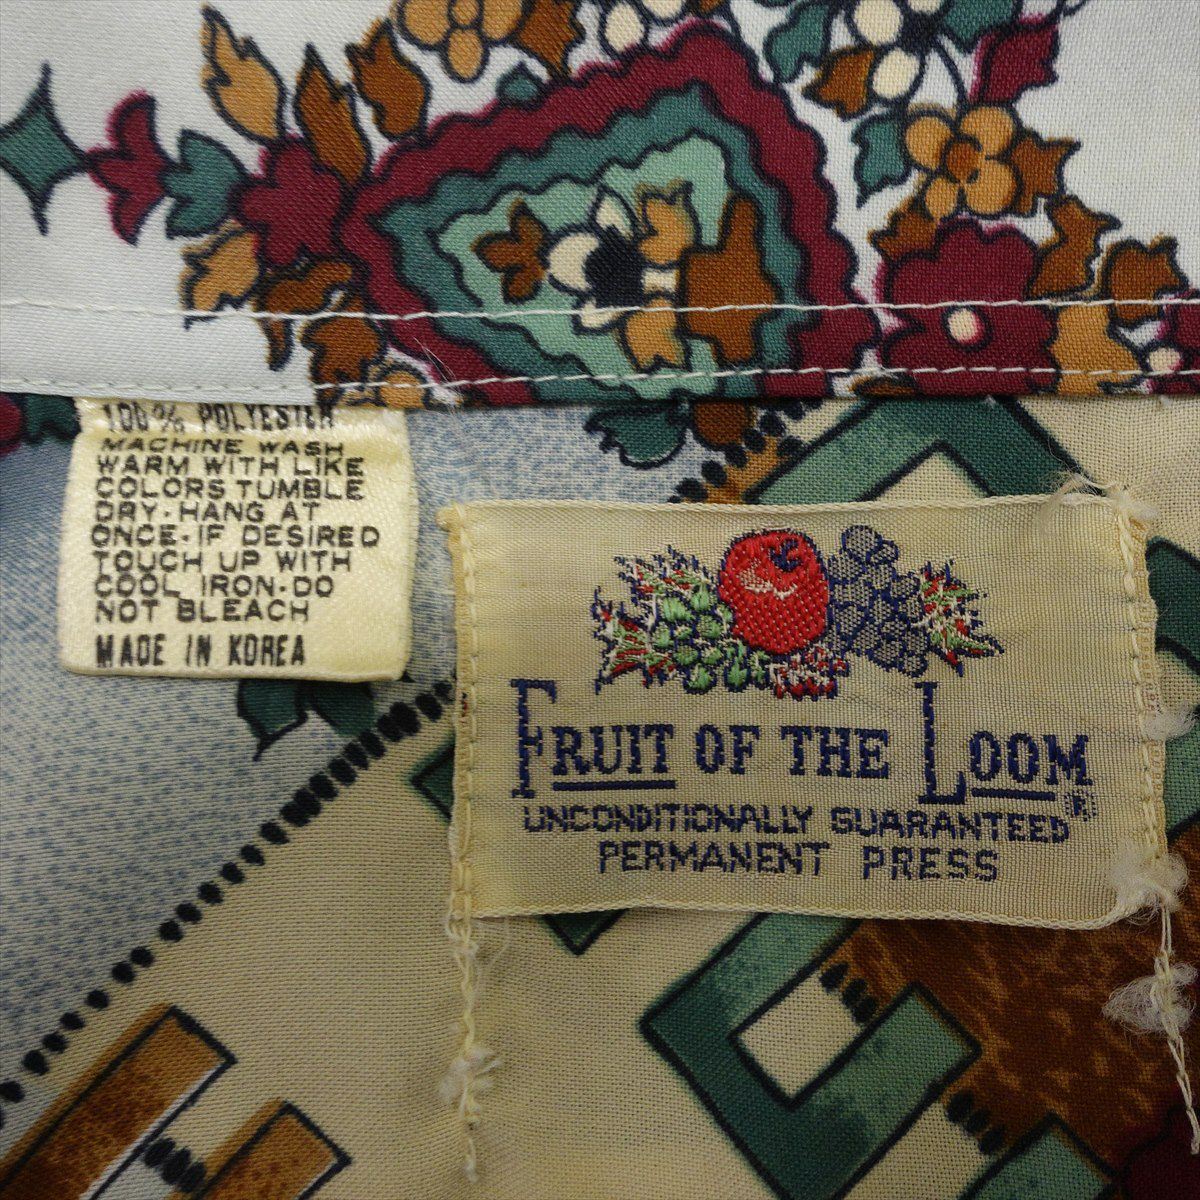 100% POLYESTER
MACHINE WASH
WARM WITH LIKE
COLORS TUMBLE
DRY-HANG AT
ONCE-IF DESIRED
TOUCH UP WITH
COOL IRON-DO
NOT BLEACH
MADE IN KOREA
FRUIT OF THE LOOM®
UNCONDITIONALLY GUARANTEED
PERMANENT PRESS